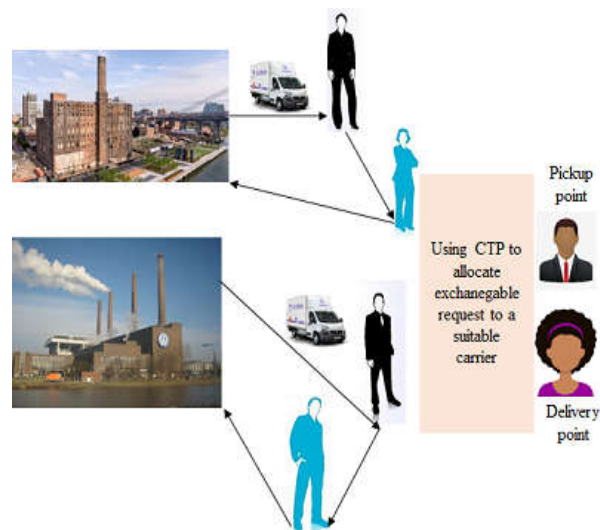 Pickup
point
Using CTP to
allocate
exchanegable
request to a
suitable
carrier
Delivery
point